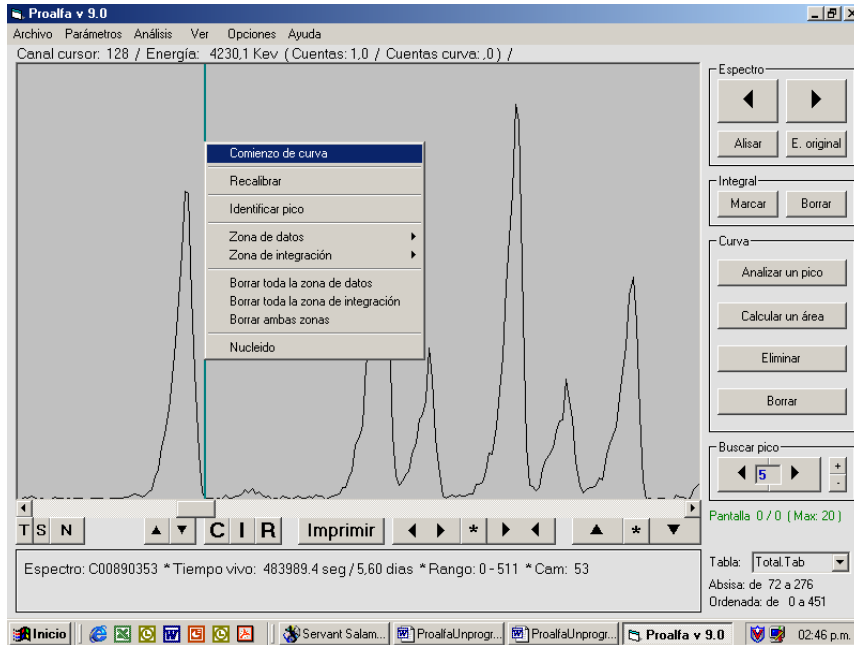 Proalfa v 9.0
Archivo Parámetros Análisis Ver Opciones Ayuda
Canal cursor: 128 / Energía: 4230,1 Kev ( Cuentas: 1,0 / Cuentas curva: ,0 ) /
Comienzo de curva
Recalibrar
Identificar pico
Zona de datos
Zona de integración
Borrar toda la zona de datos
Borrar toda la zona de integración
Borrar ambas zonas
Nucleido
Espectro
Alisar E. original
Integral
Marcar Borrar
Curva
Analizar un pico
Calcular un área
Eliminar
Borrar
Buscar pico
5 + -
Pantalla 0 / 0 ( Max: 20 )
T S N C I R Imprimir * *
Espectro: C00890353 * Tiempo vivo: 483989.4 seg / 5,60 dias * Rango: 0 - 511 * Cam: 53
Tabla: Total.Tab
Absisa: de 72 a 276
Ordenada: de 0 a 451
Inicio Servant Salam... ProalfaUnprogr... ProalfaUnprogr... Proalfa v 9.0 02:46 p.m.